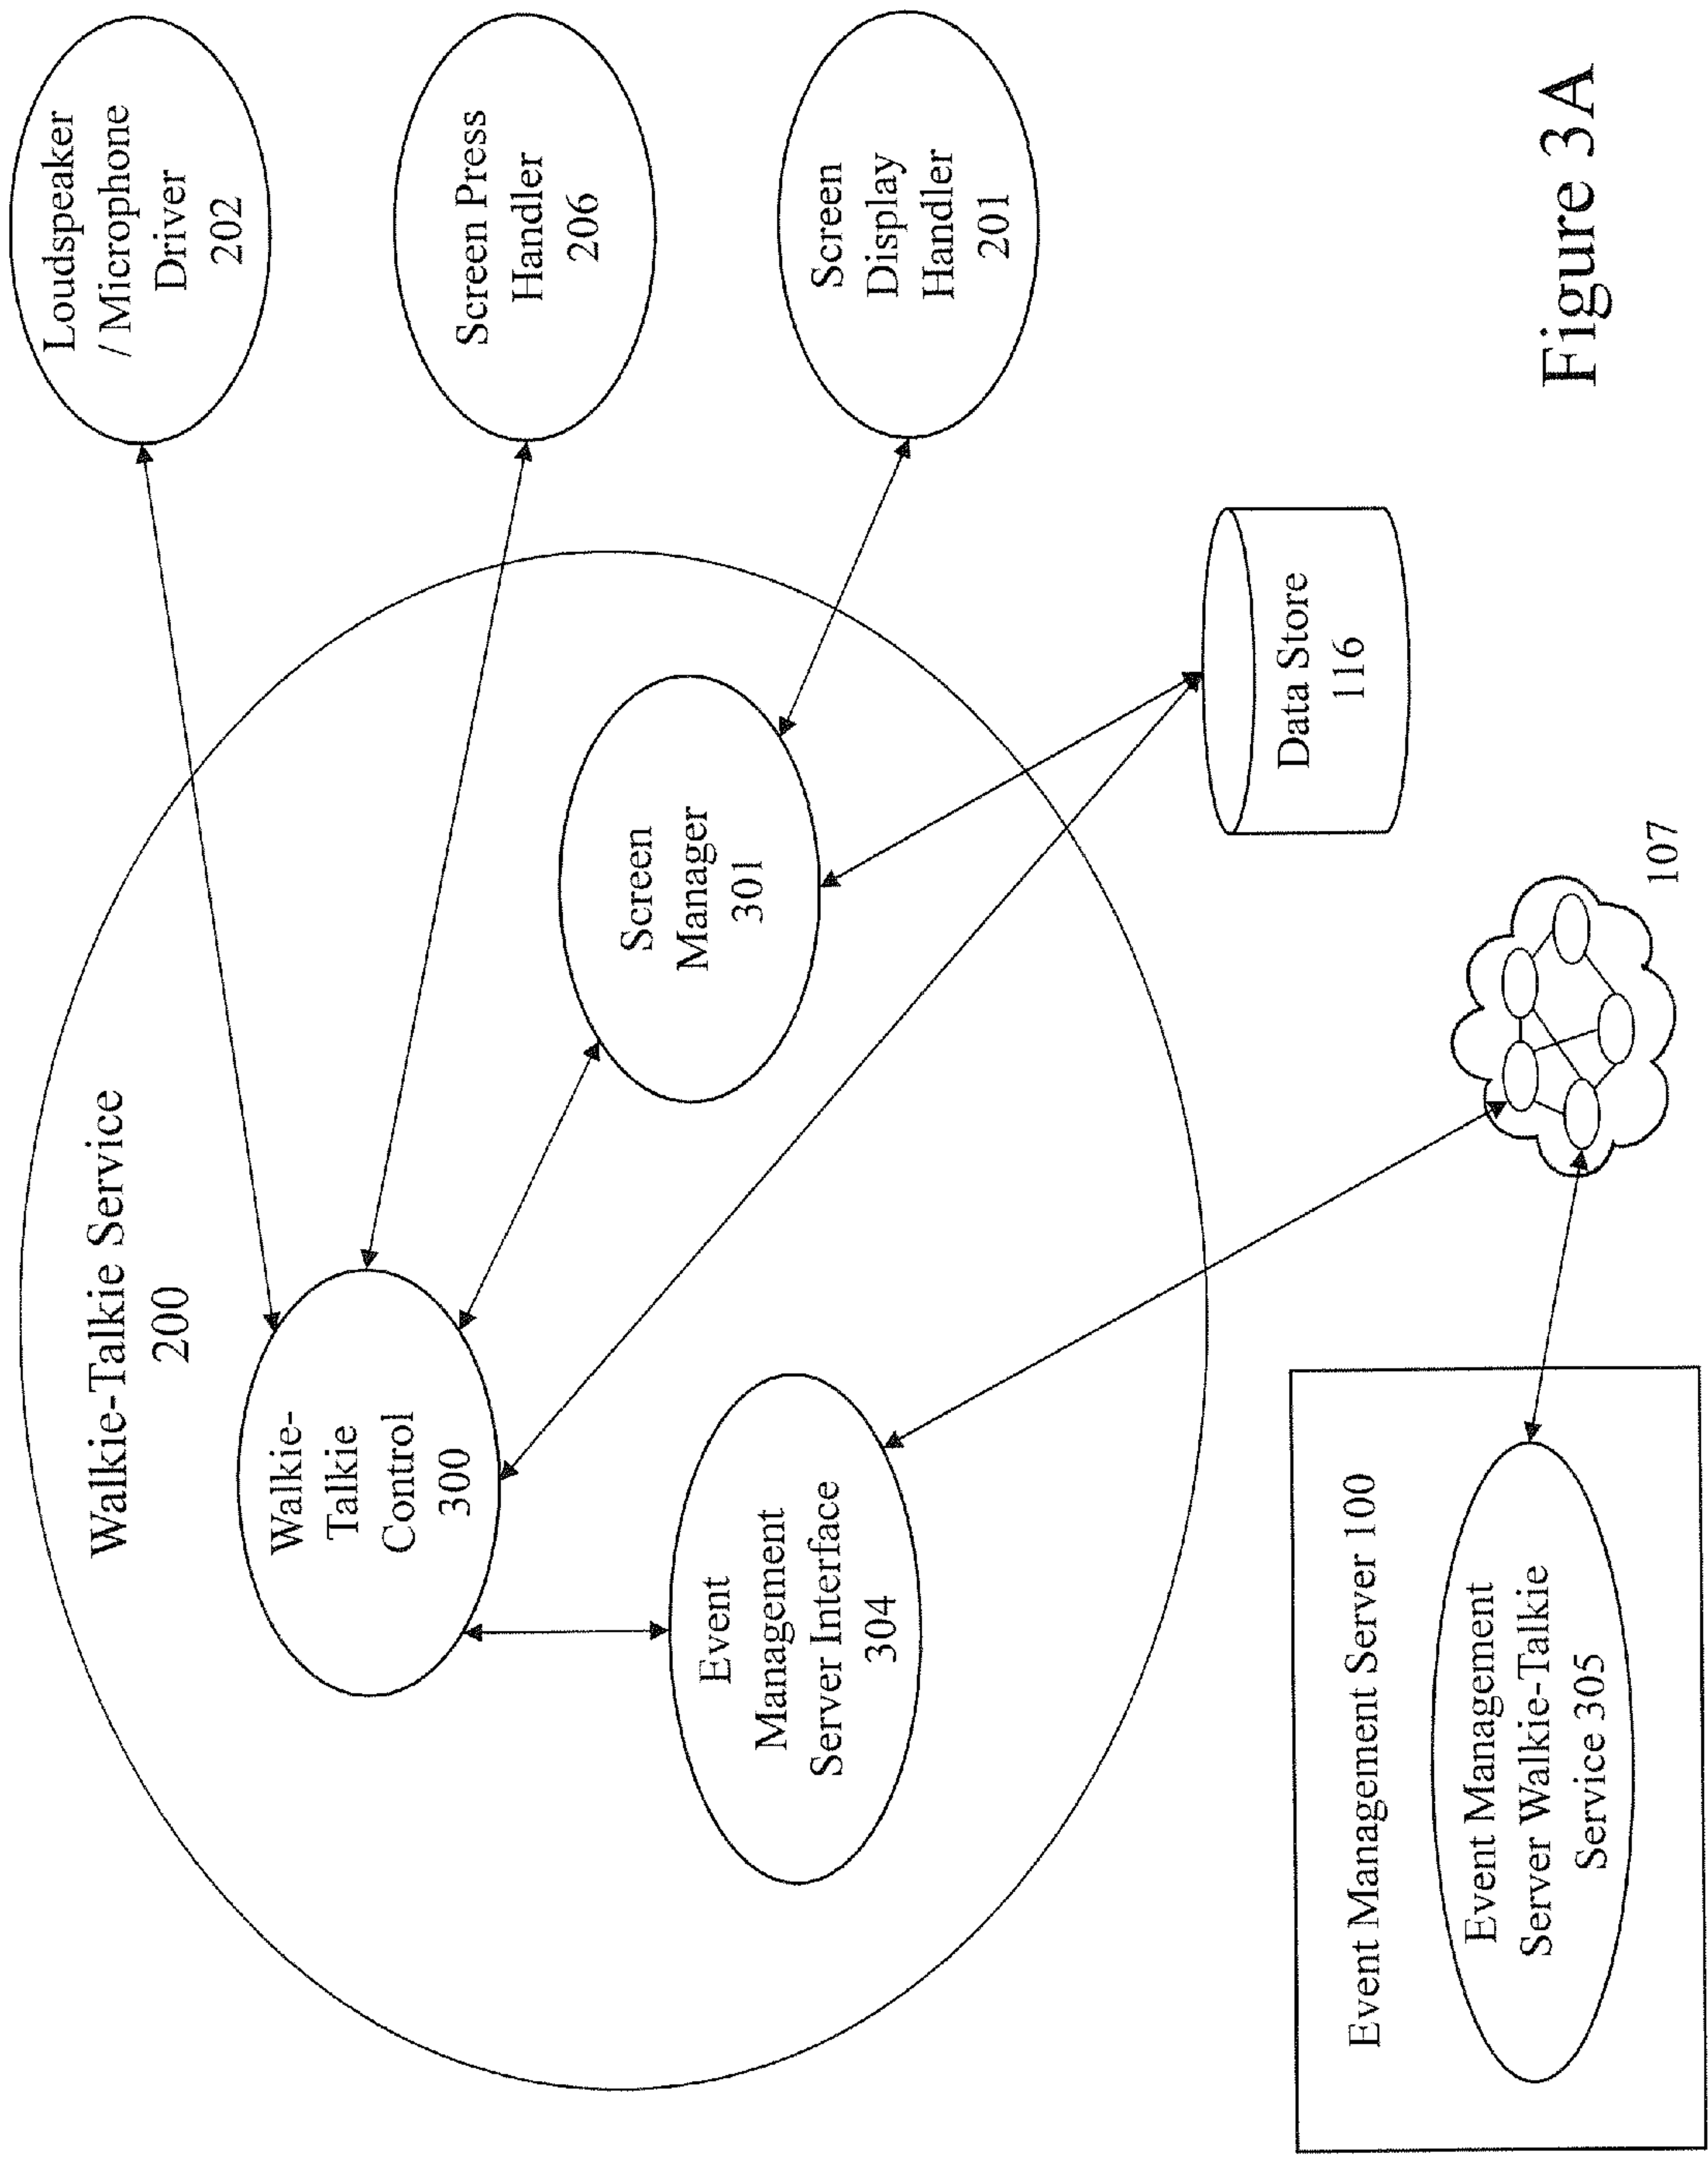 Walkie-Talkie Service
200
Walkie-
Talkie
Control
300
Screen
Manager
301
Event
Management
Server Interface
304
Loudspeaker
/ Microphone
Driver
202
Screen Press
Handler
206
Screen
Display
Handler
201
Data Store
116
107
Event Management Server 100
Event Management
Server Walkie-Talkie
Service 305
Figure 3A